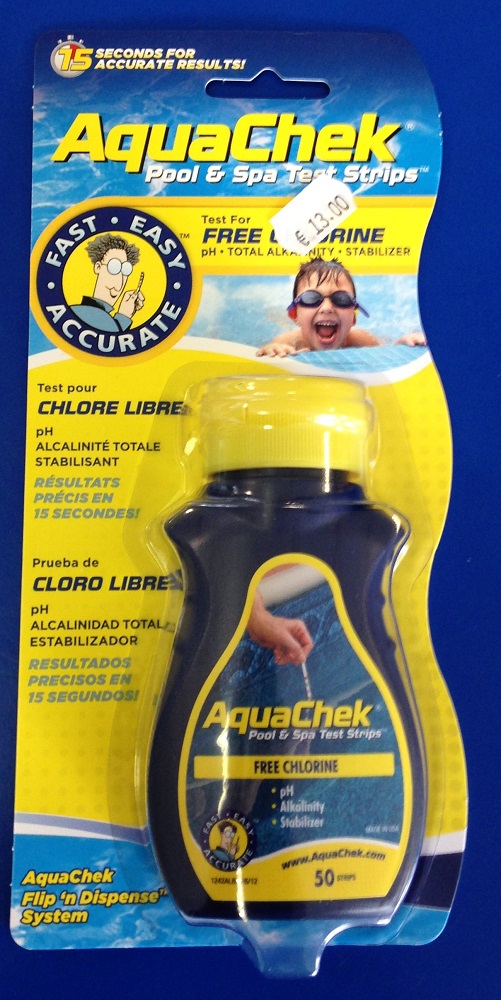 15 SECONDS FOR
ACCURATE RESULTS!
AquaChek®
Pool & Spa Test Strips™
€.13.00
FAST • EASY
ACCURATE
™
Test For
FREE CHLORINE
pH • TOTAL ALKALINITY • STABILIZER
Test pour
CHLORE LIBRE
pH
ALCALINITÉ TOTALE
STABILISANT
RÉSULTATS
PRÉCIS EN
15 SECONDES!
Prueba de
CLORO LIBRE
pH
ALCALINIDAD TOTAL
ESTABILIZADOR
RESULTADOS
PRECISOS EN
15 SEGUNDOS!
AquaChek®
Pool & Spa Test Strips
FREE CHLORINE
• pH
• Alkalinity
• Stabilizer
MADE IN USA
FAST • EASY
ACCURATE
www.AquaChek.com
50 STRIPS
AquaChek
Flip 'n Dispense™
System